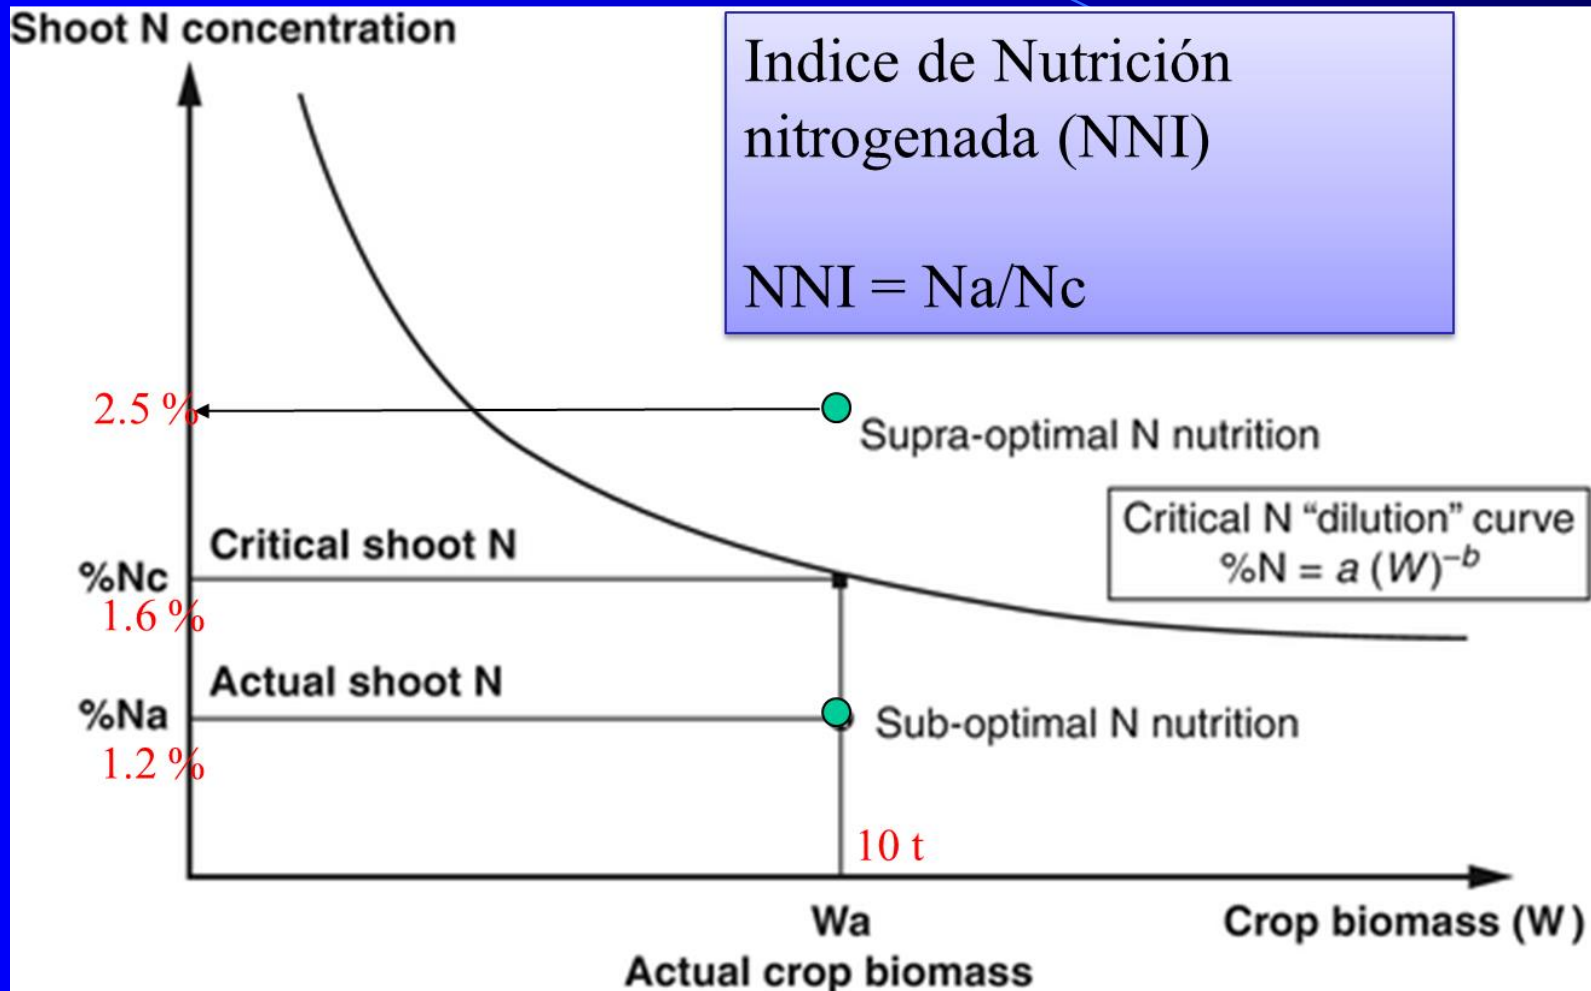 Shoot N concentration
Indice de Nutrición
nitrogenada (NNI)
NNI = Na/Nc
2.5 %
Supra-optimal N nutrition
Critical N “dilution” curve
%N = a (W)⁻ᵇ
Critical shoot N
%Nc
1.6 %
Actual shoot N
%Na
Sub-optimal N nutrition
1.2 %
10 t
Wa
Crop biomass (W)
Actual crop biomass